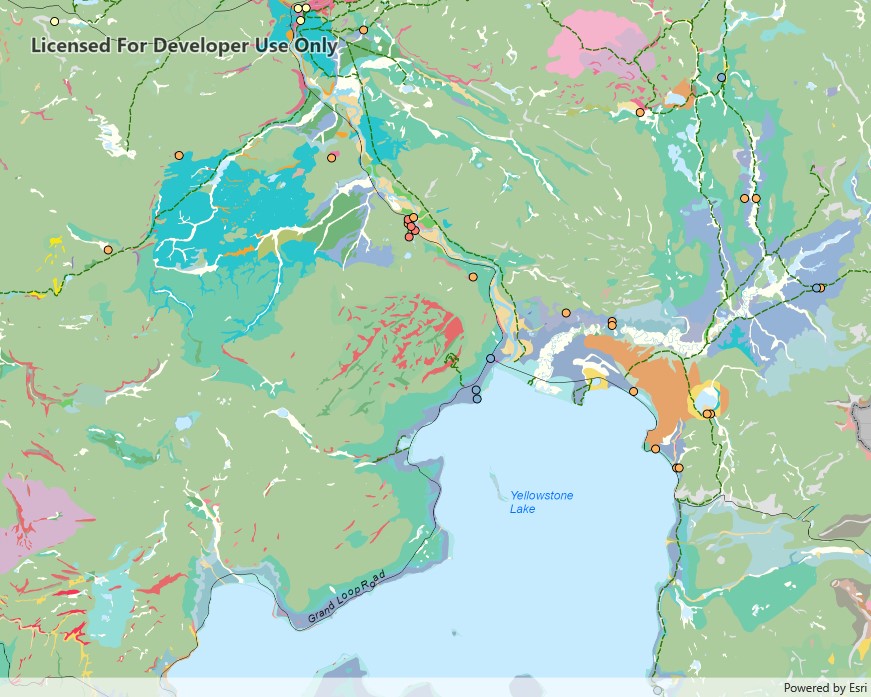 Licensed For Developer Use Only
Yellowstone
Lake
Grand Loop Road
Powered by Esri